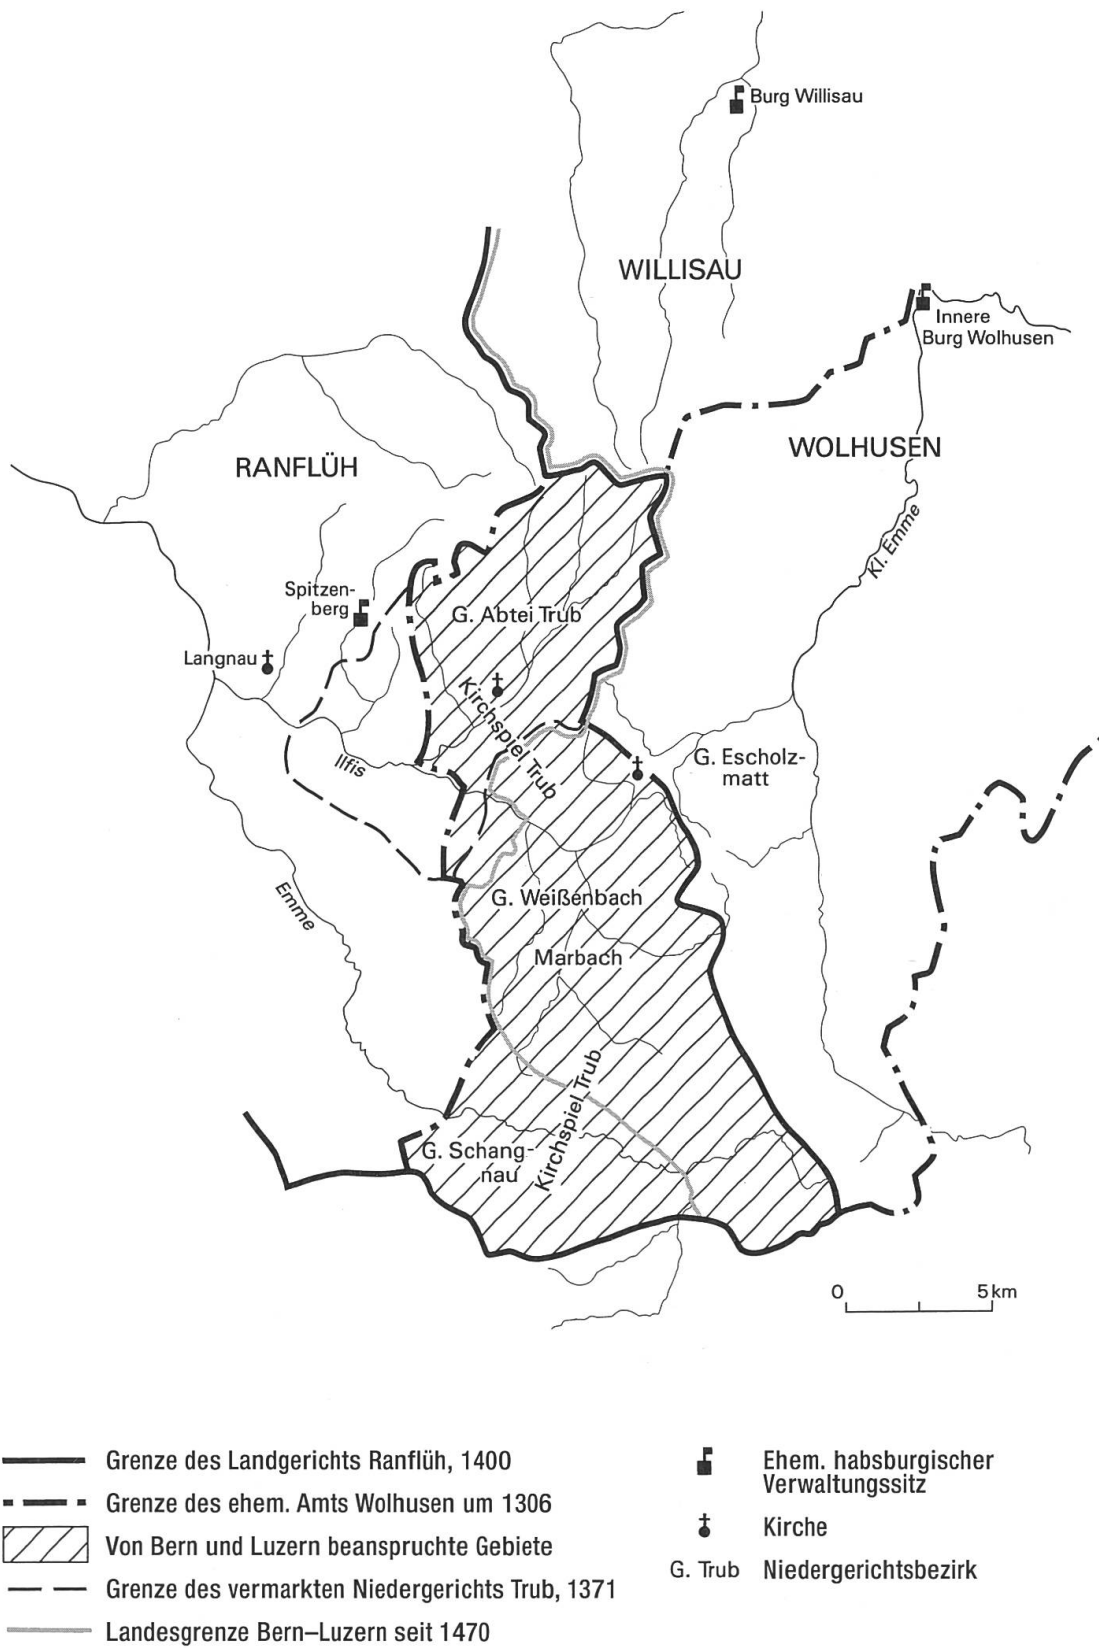 Burg Willisau
WILLISAU
Innere
Burg Wolhusen
WOLHUSEN
RANFLÜH
Kl. Emme
Spitzen-
berg
G. Abtei Trub
Langnau
Kirchspiel Trub
Ilfis
G. Escholz-
matt
Emme
G. Weißenbach
Marbach
Kirchspiel Trub
G. Schang-
nau
0 5 km
Grenze des Landgerichts Ranflüh, 1400
Grenze des ehem. Amts Wolhusen um 1306
Von Bern und Luzern beanspruchte Gebiete
Grenze des vermarkten Niedergerichts Trub, 1371
Landesgrenze Bern–Luzern seit 1470
Ehem. habsburgischer
Verwaltungssitz
Kirche
G. Trub Niedergerichtsbezirk